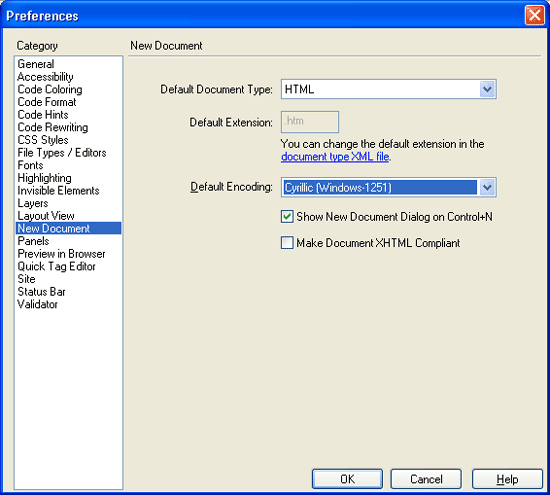 Preferences
Category
General
Accessibility
Code Coloring
Code Format
Code Hints
Code Rewriting
CSS Styles
File Types / Editors
Fonts
Highlighting
Invisible Elements
Layers
Layout View
New Document
Panels
Preview in Browser
Quick Tag Editor
Site
Status Bar
Validator
New Document
Default Document Type: HTML
Default Extension: .htm
You can change the default extension in the
document type XML file.
Default Encoding: Cyrillic (Windows-1251)
Show New Document Dialog on Control+N
Make Document XHTML Compliant
OK Cancel Help